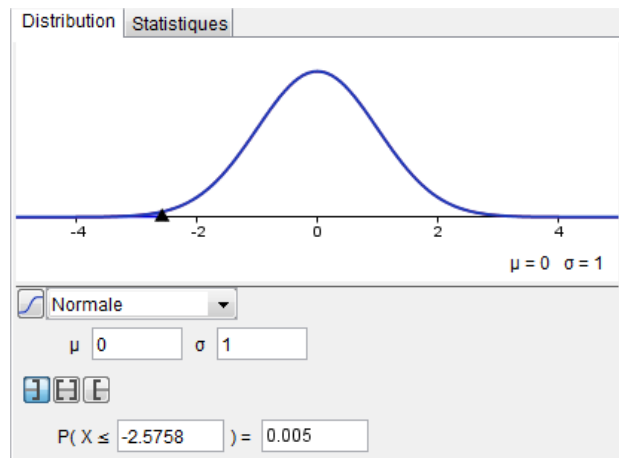 Distribution Statistiques
-4 -2 0 2 4
μ = 0 σ = 1
Normale
μ 0 σ 1
P( X ≤ -2.5758 ) = 0.005